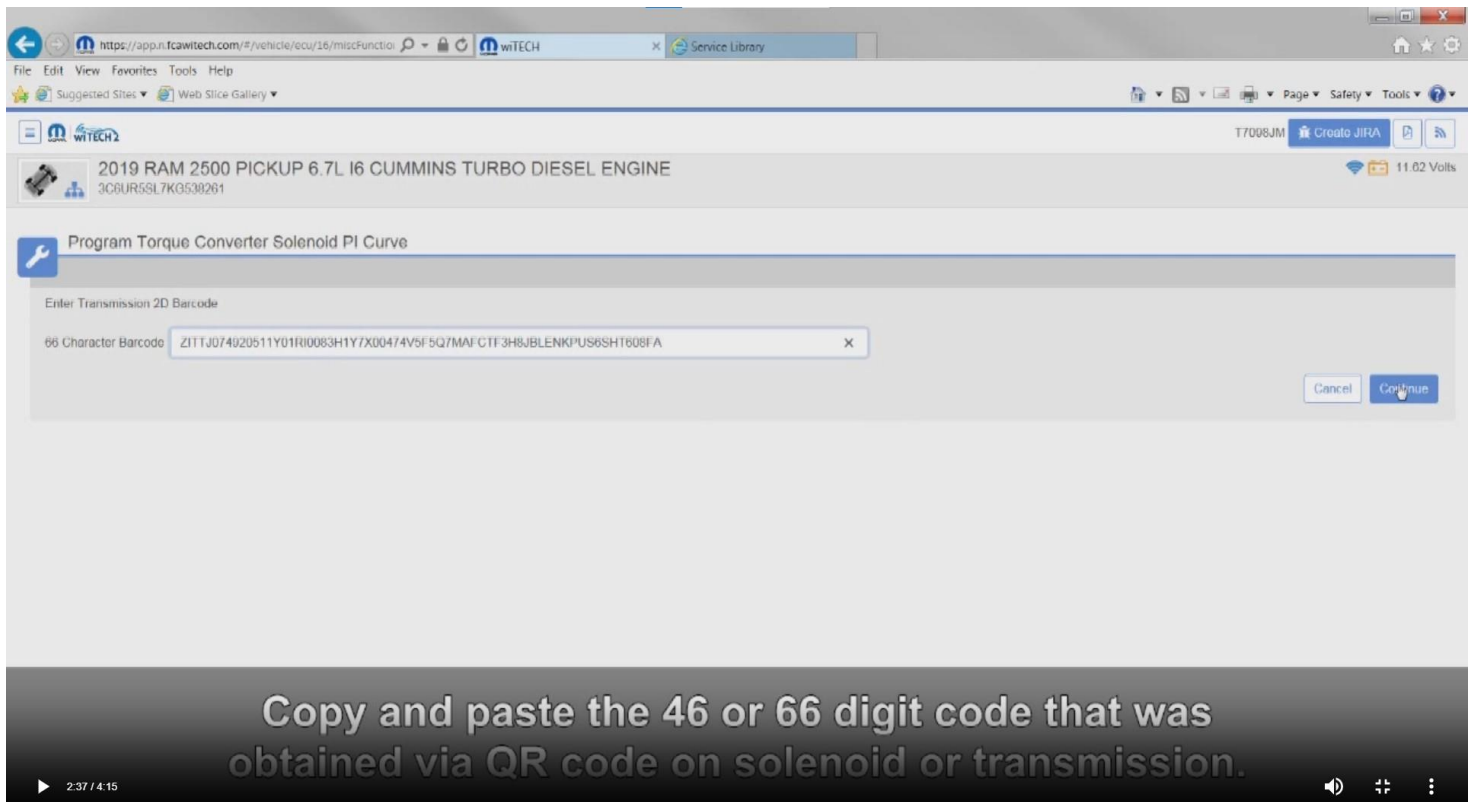 https://app.n.fcawitech.com/#/vehicle/ecu/16/miscFunctio
wiTECH
Service Library
File Edit View Favorites Tools Help
Suggested Sites
Web Slice Gallery
Page Safety Tools
wiTECH2
T7008JM
Create JIRA
2019 RAM 2500 PICKUP 6.7L I6 CUMMINS TURBO DIESEL ENGINE
11.62 Volts
Program Torque Converter Solenoid PI Curve
Enter Transmission 2D Barcode
66 Character Barcode
Cancel Continue
Copy and paste the 46 or 66 digit code that was
obtained via QR code on solenoid or transmission.
2:37 / 4:15